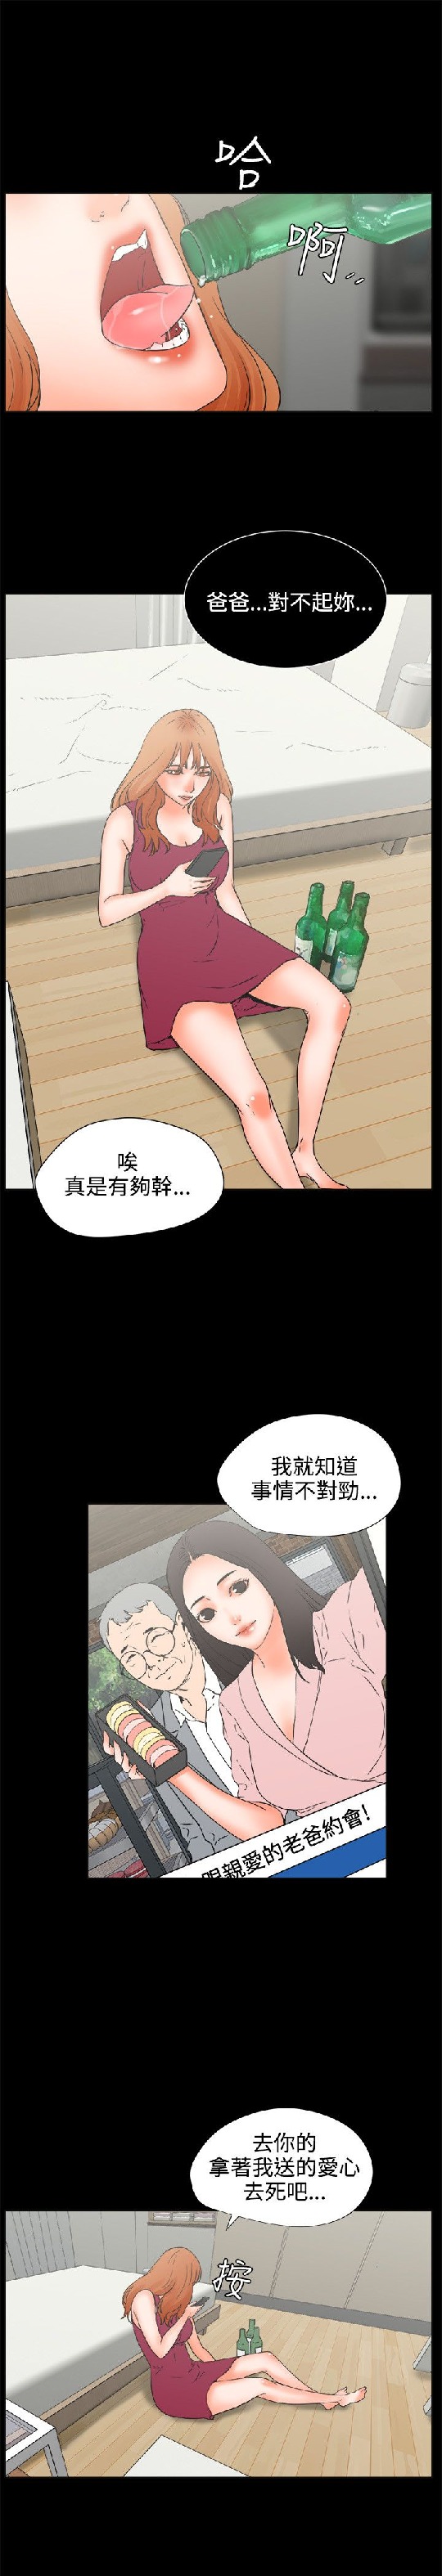 哈
啊..
爸爸...對不起妳...
唉
真是有夠幹...
我就知道
事情不對勁...
跟親愛的老爸約會!
去你的
拿著我送的愛心
去死吧...
按